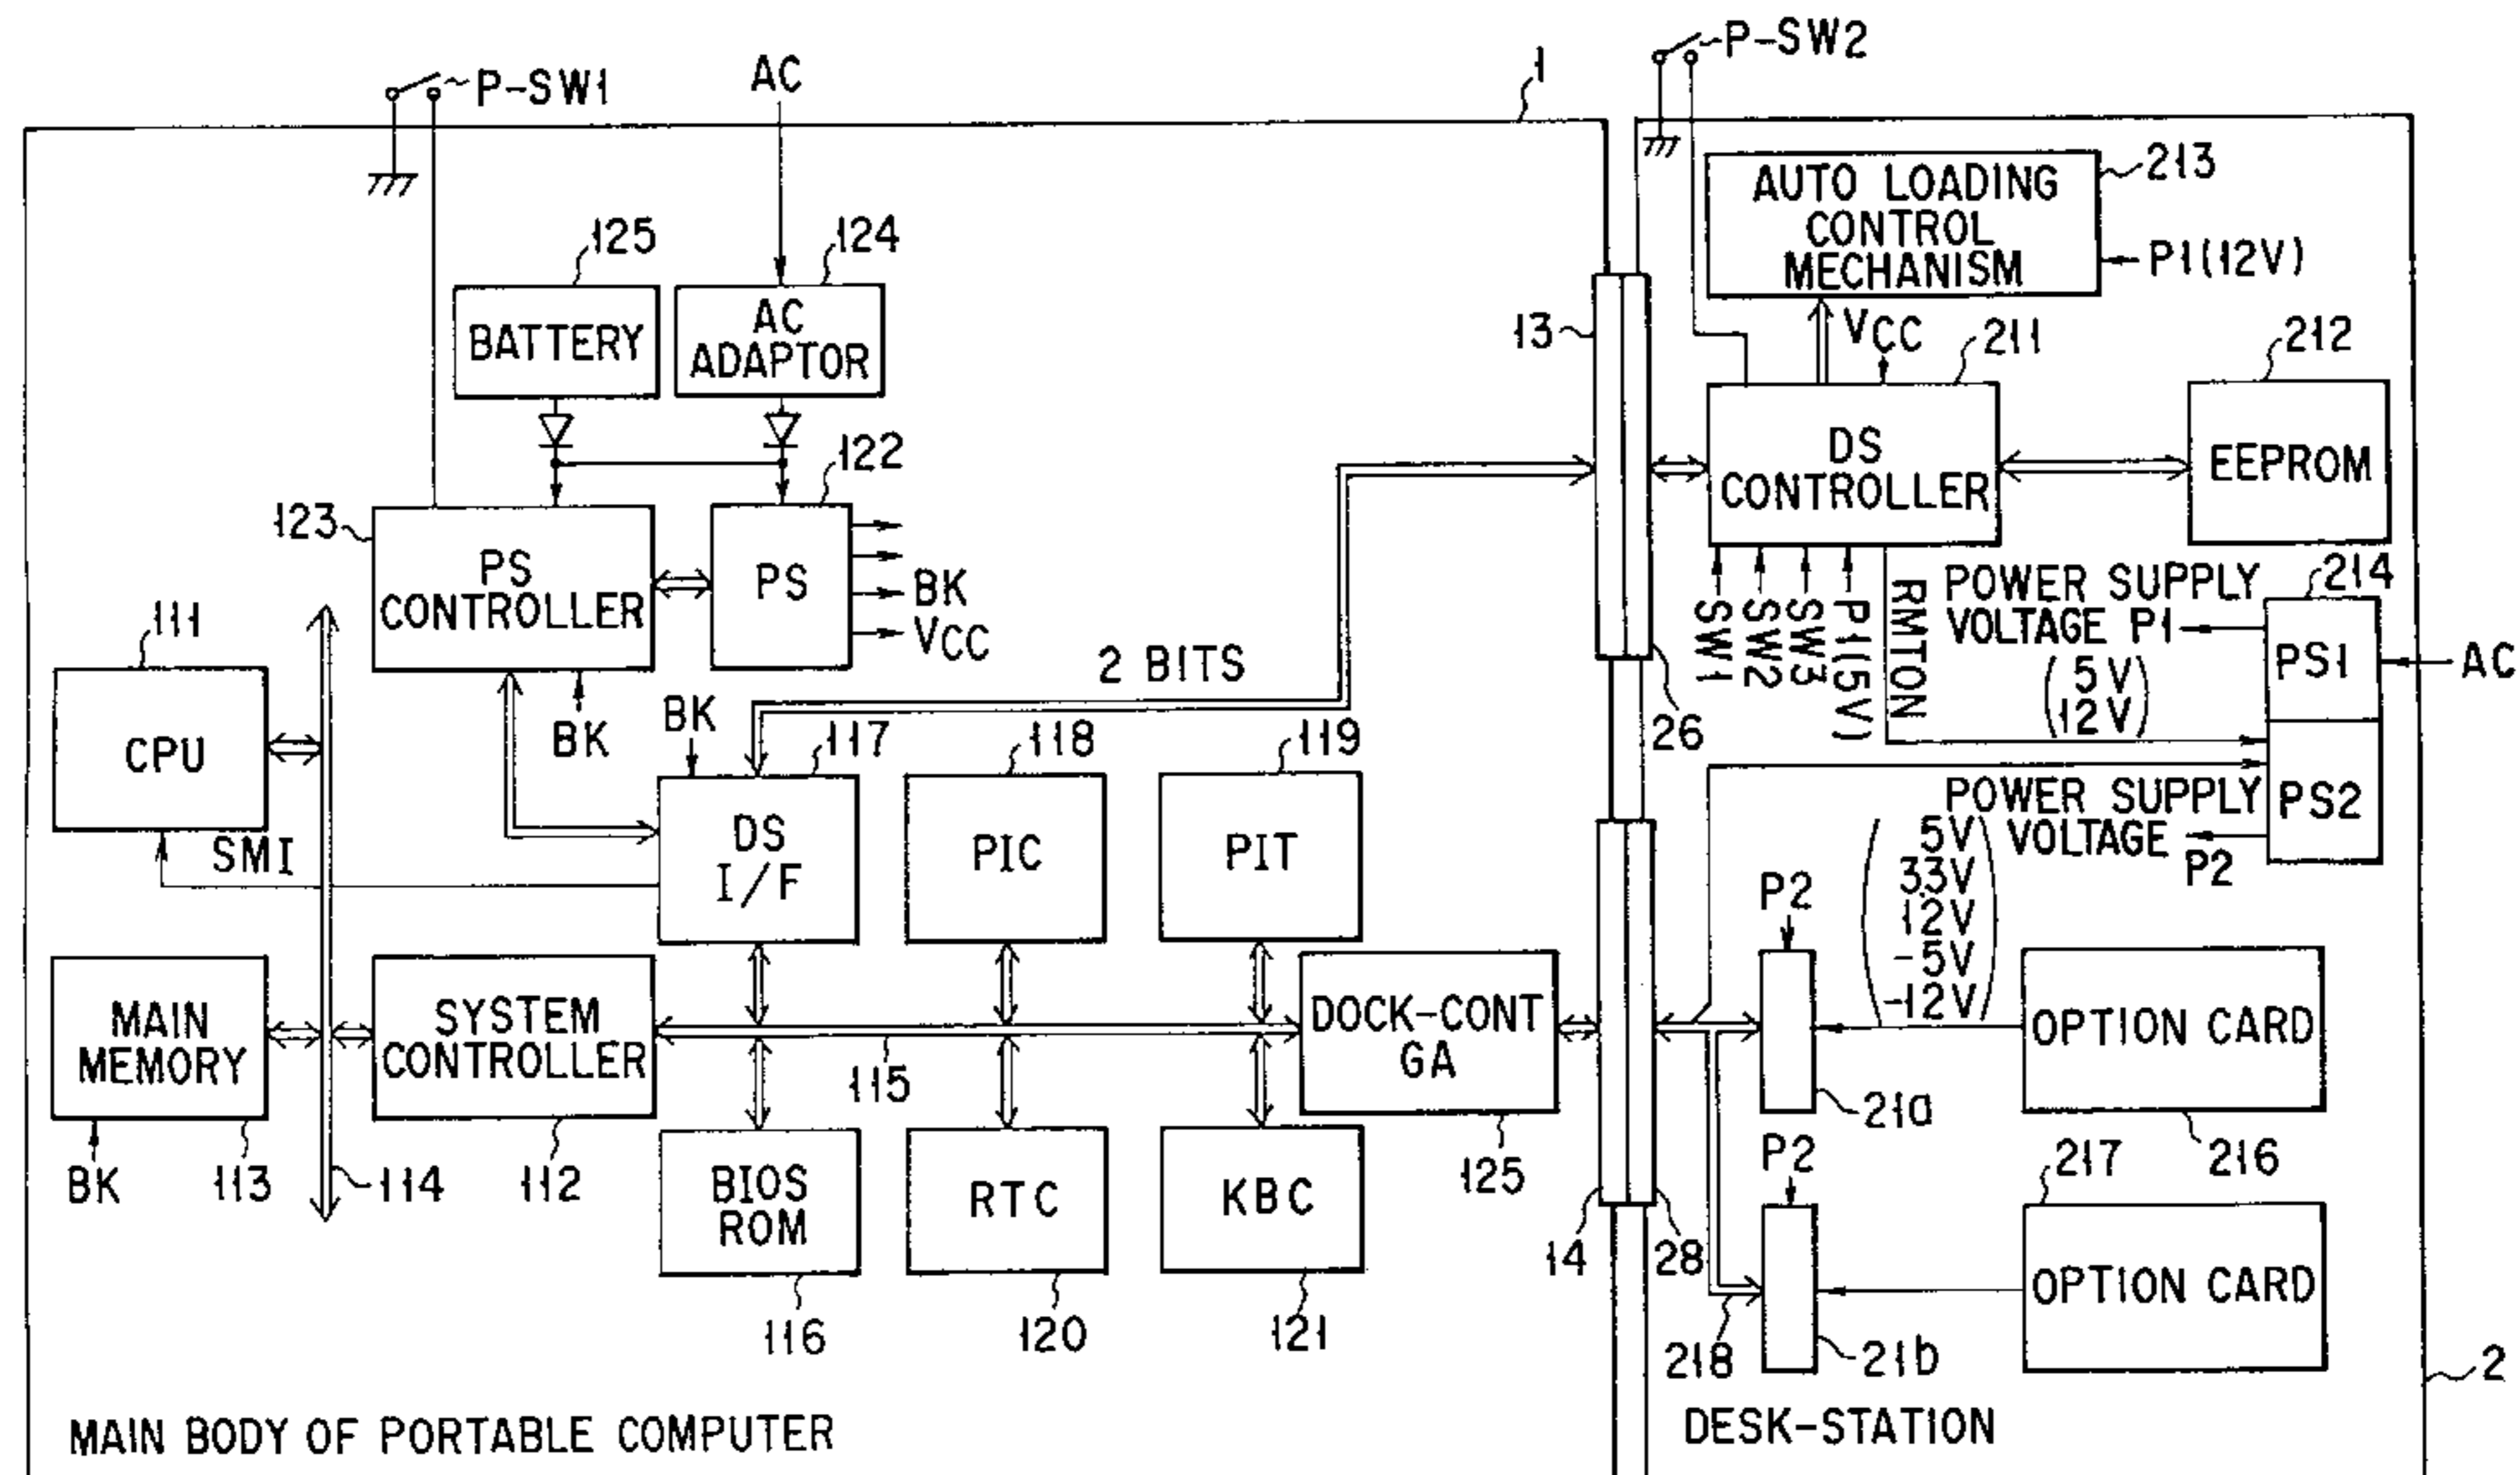 P-SW1
AC
1
P-SW2
213
AUTO LOADING
CONTROL
MECHANISM
P1(12V)
125
BATTERY
124
AC
ADAPTOR
13
VCC
211
212
DS
CONTROLLER
EEPROM
123
PS
CONTROLLER
122
PS
BK
VCC
BK
SW1
SW2
SW3
P1(5V)
RMTON
POWER SUPPLY
VOLTAGE P1
(5V
12V)
214
PS1
AC
PS2
POWER SUPPLY
VOLTAGE
P2
5V
3.3V
12V
-5V
-12V
2 BITS
26
111
CPU
SMI
BK
117
DS
I/F
118
PIC
119
PIT
MAIN
MEMORY
113
BK
114
SYSTEM
CONTROLLER
112
115
DOCK-CONT
GA
125
P2
21a
OPTION CARD
216
BIOS
ROM
116
RTC
120
KBC
121
14
28
P2
217
OPTION CARD
218
21b
2
MAIN BODY OF PORTABLE COMPUTER
DESK-STATION